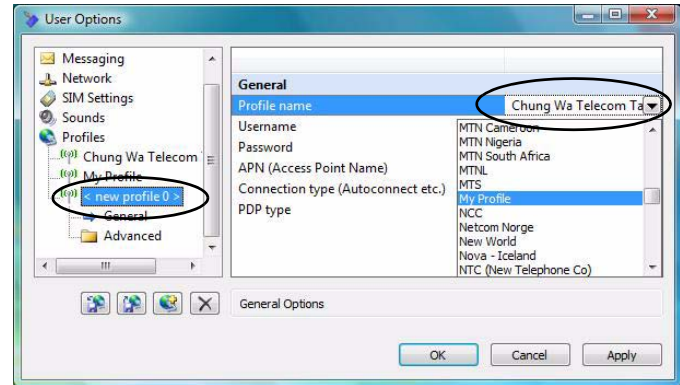 User Options
Messaging
Network
SIM Settings
Sounds
Profiles
Chung Wa Telecom
My Profile
< new profile 0 >
General
Advanced
General
Profile name
Chung Wa Telecom Ta
Username
Password
APN (Access Point Name)
Connection type (Autoconnect etc.)
PDP type
MTN Cameroon
MTN Nigeria
MTN South Africa
MTNL
MTS
My Profile
NCC
Netcom Norge
New World
Nova - Iceland
NTC (New Telephone Co)
General Options
OK
Cancel
Apply